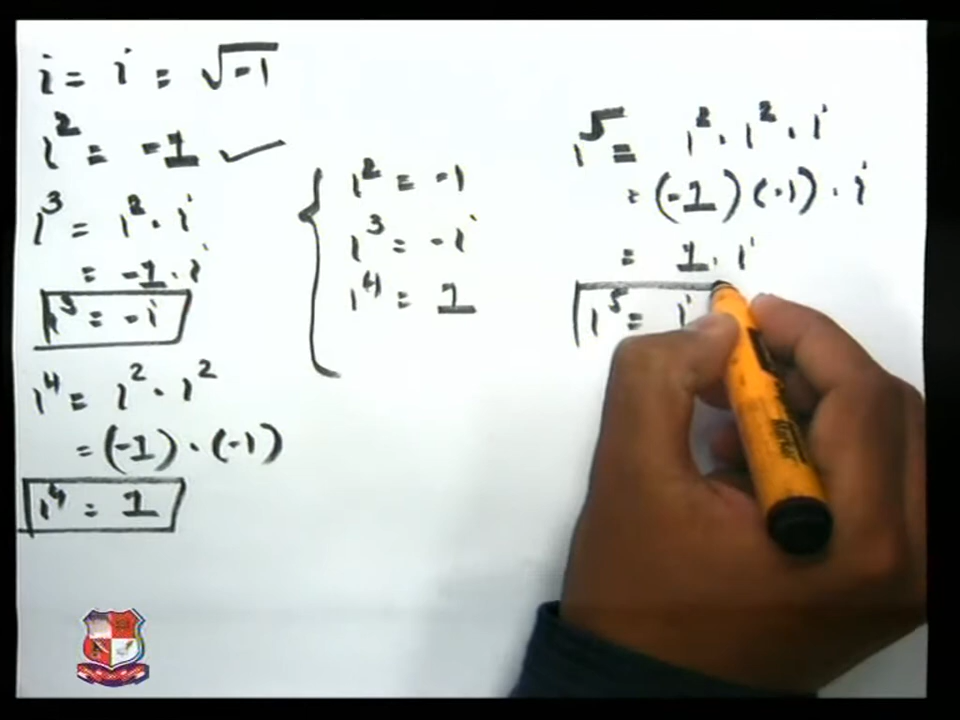 i = i = √-1
i² = -1 ✓
i³ = i² · i
= -1 · i
i³ = -i
i⁴ = i² · i²
= (-1) · (-1)
i⁴ = 1
{ i² = -1
i³ = -i
i⁴ = 1
i⁵ = i² · i² · i
= (-1)(-1) · i
= 1 · i
i⁵ = i